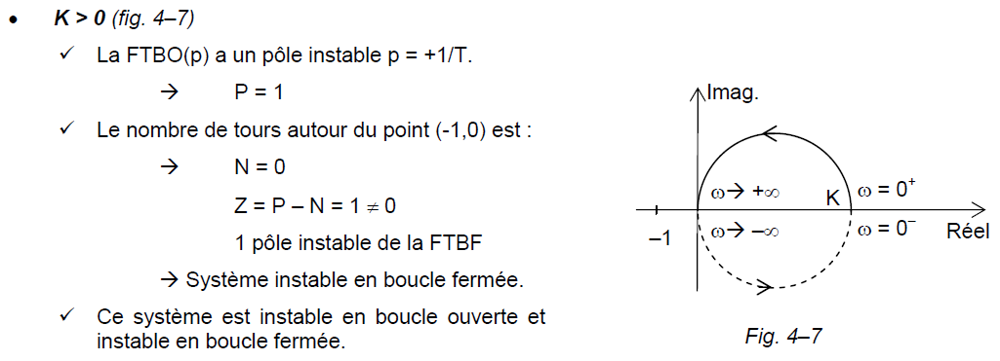 • K > 0 (fig. 4–7)
✓ La FTBO(p) a un pôle instable p = +1/T.
→ P = 1
✓ Le nombre de tours autour du point (-1,0) est :
→ N = 0
Z = P – N = 1 ≠ 0
1 pôle instable de la FTBF
→ Système instable en boucle fermée.
✓ Ce système est instable en boucle ouverte et
instable en boucle fermée.
Imag.
ω→ +∞
K
ω = 0⁺
–1
ω→ –∞
ω = 0⁻
Réel
Fig. 4–7